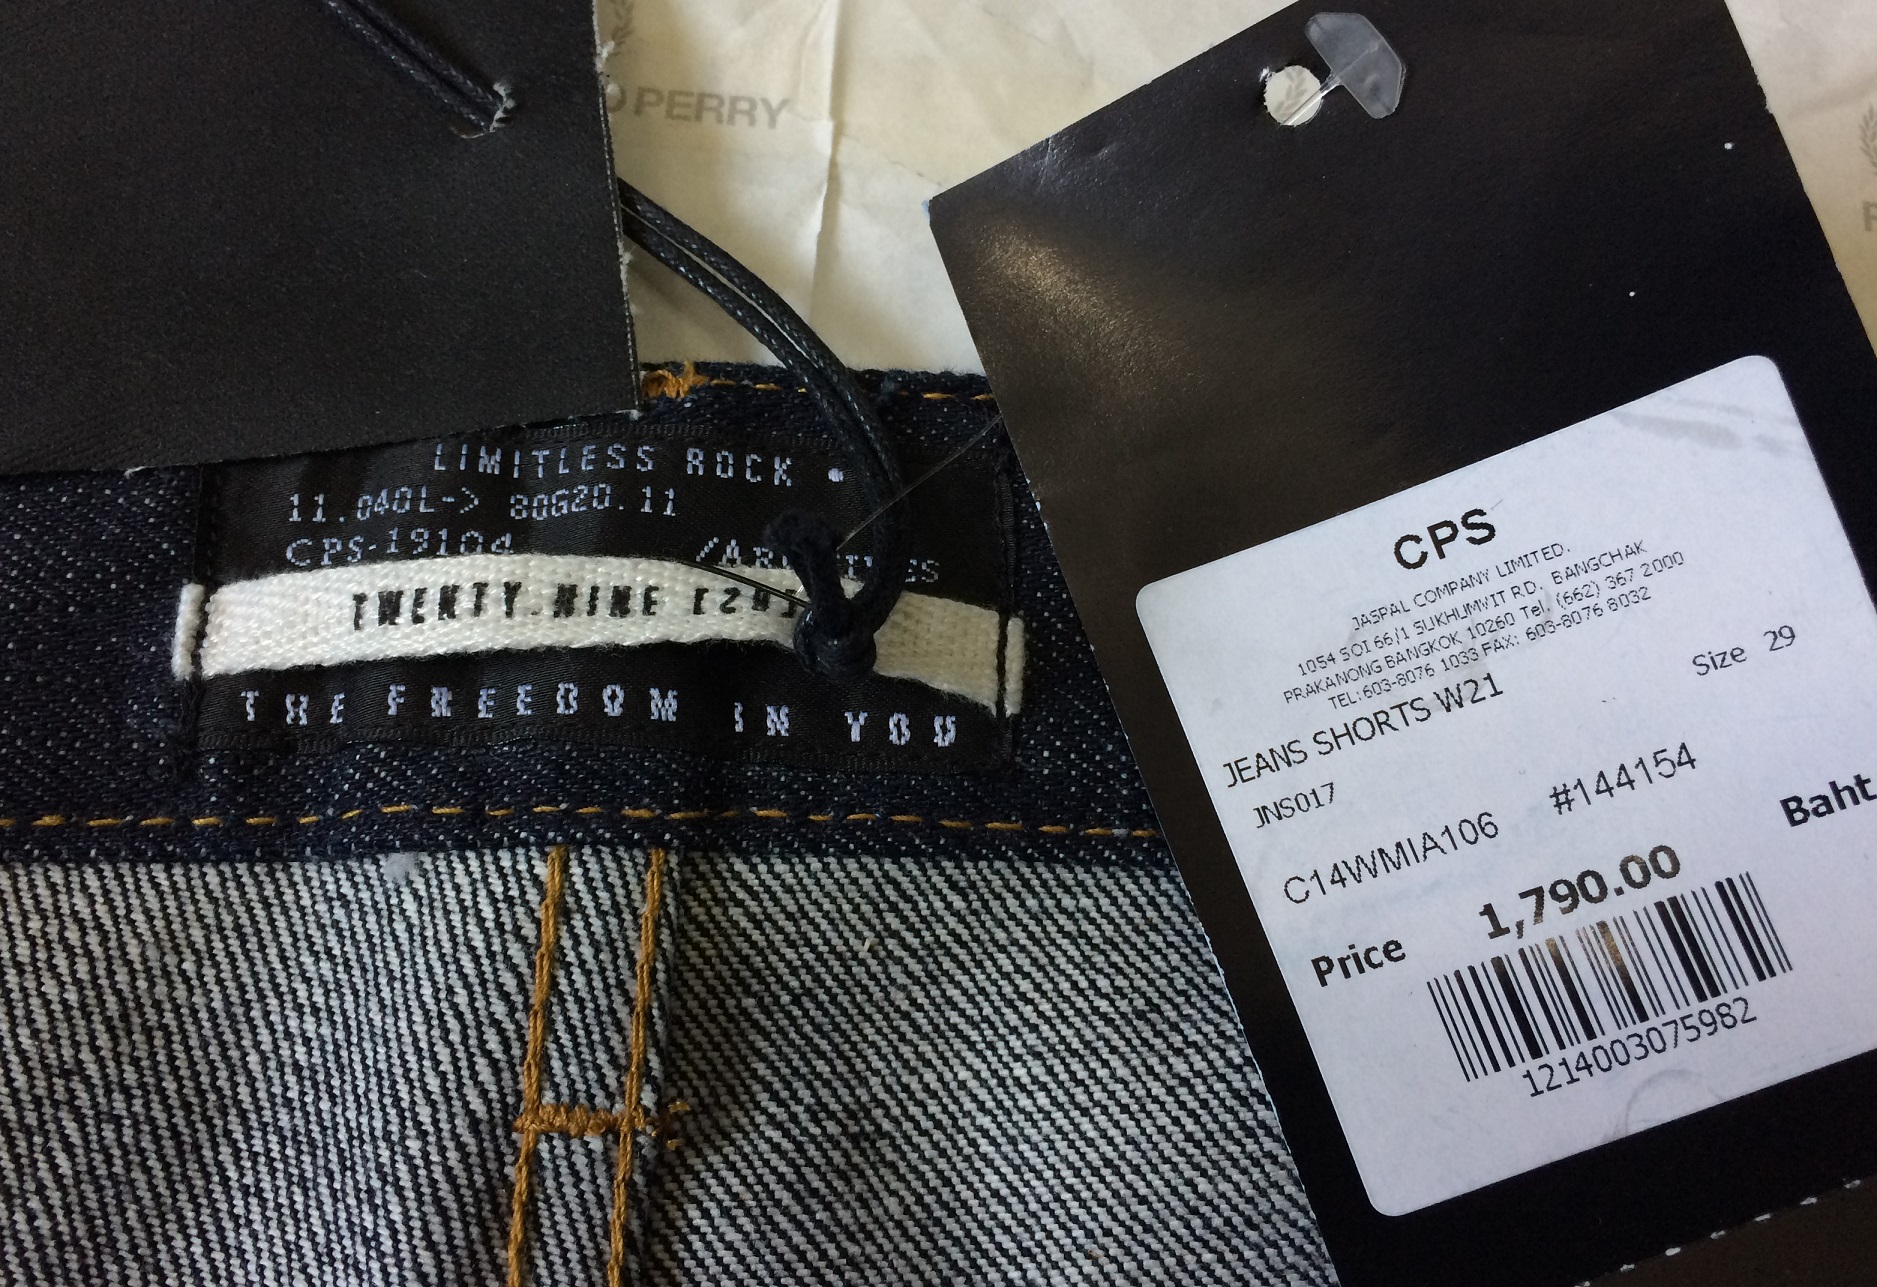 PERRY
LIMITLESS ROCK •
11.040L-> 80G20.11
CPS-19104
TWENTY.NINE
THE FREEDOM IN YOU
CPS
JASPAL COMPANY LIMITED.
1054 SOI 66/1 SUKHUMVIT RD. BANGCHAK
PRAKANONG BANGKOK 10260 Tel. (662) 367 2000
TEL:603-8076 1033 FAX: 603-8076 8032
JEANS SHORTS W21
Size 29
JNS017
C14WMIA106 #144154
Price 1,790.00 Baht
1214003075982